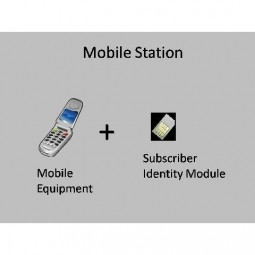 Mobile Station
+
Mobile
Equipment
Subscriber
Identity Module